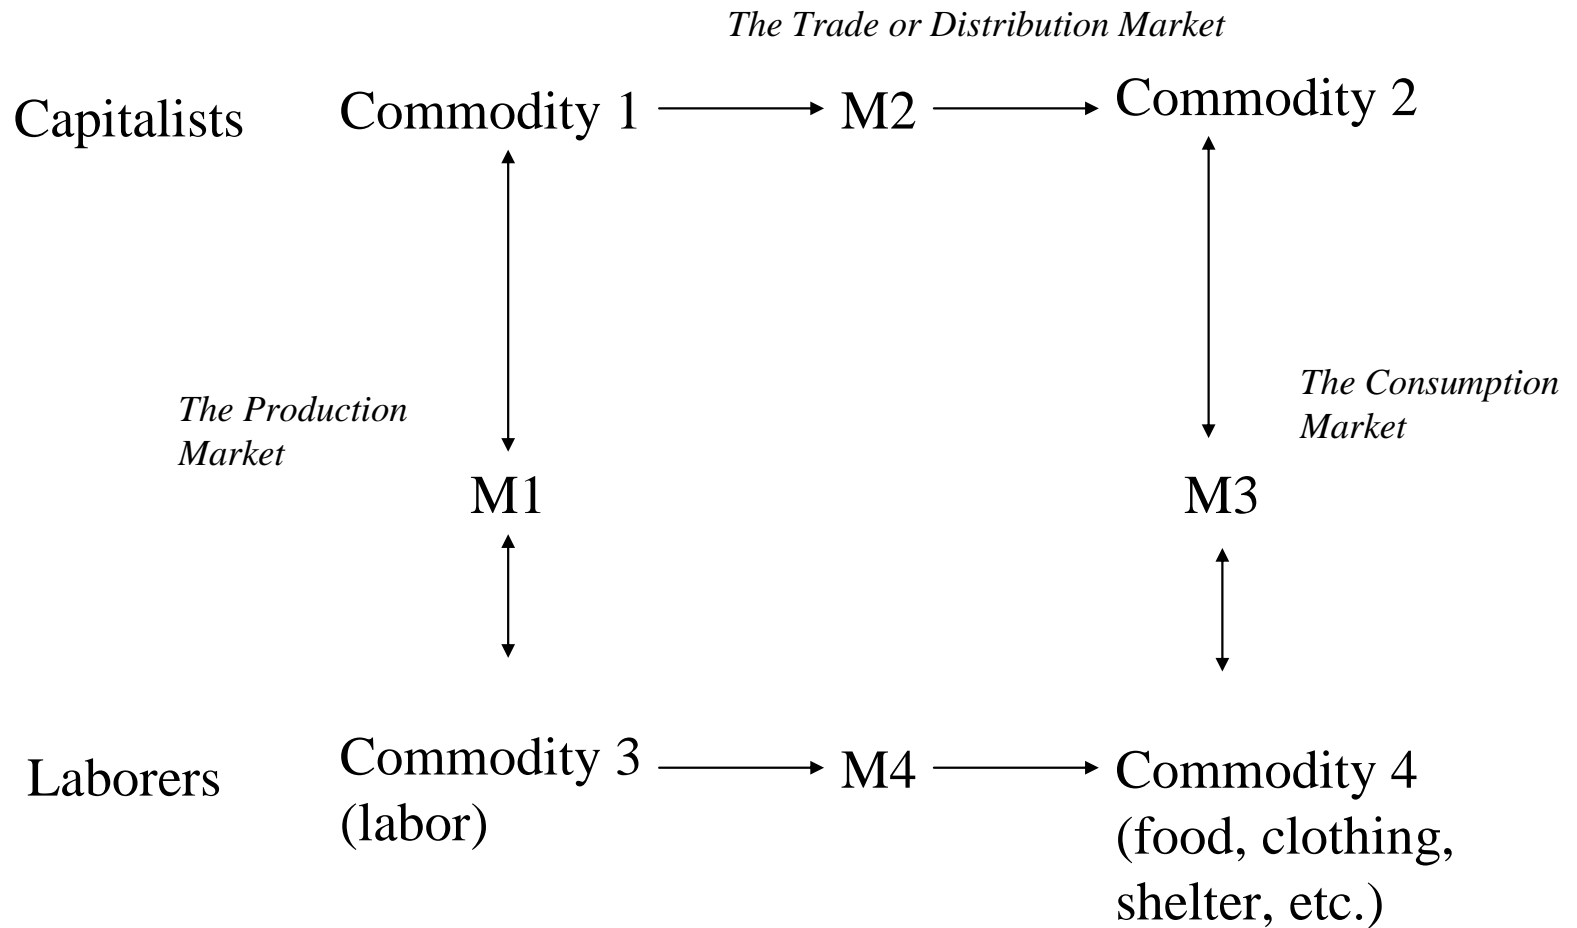 The Trade or Distribution Market
Capitalists
Commodity 1
M2
Commodity 2
The Production
Market
The Consumption
Market
M1
M3
Laborers
Commodity 3
(labor)
M4
Commodity 4
(food, clothing,
shelter, etc.)